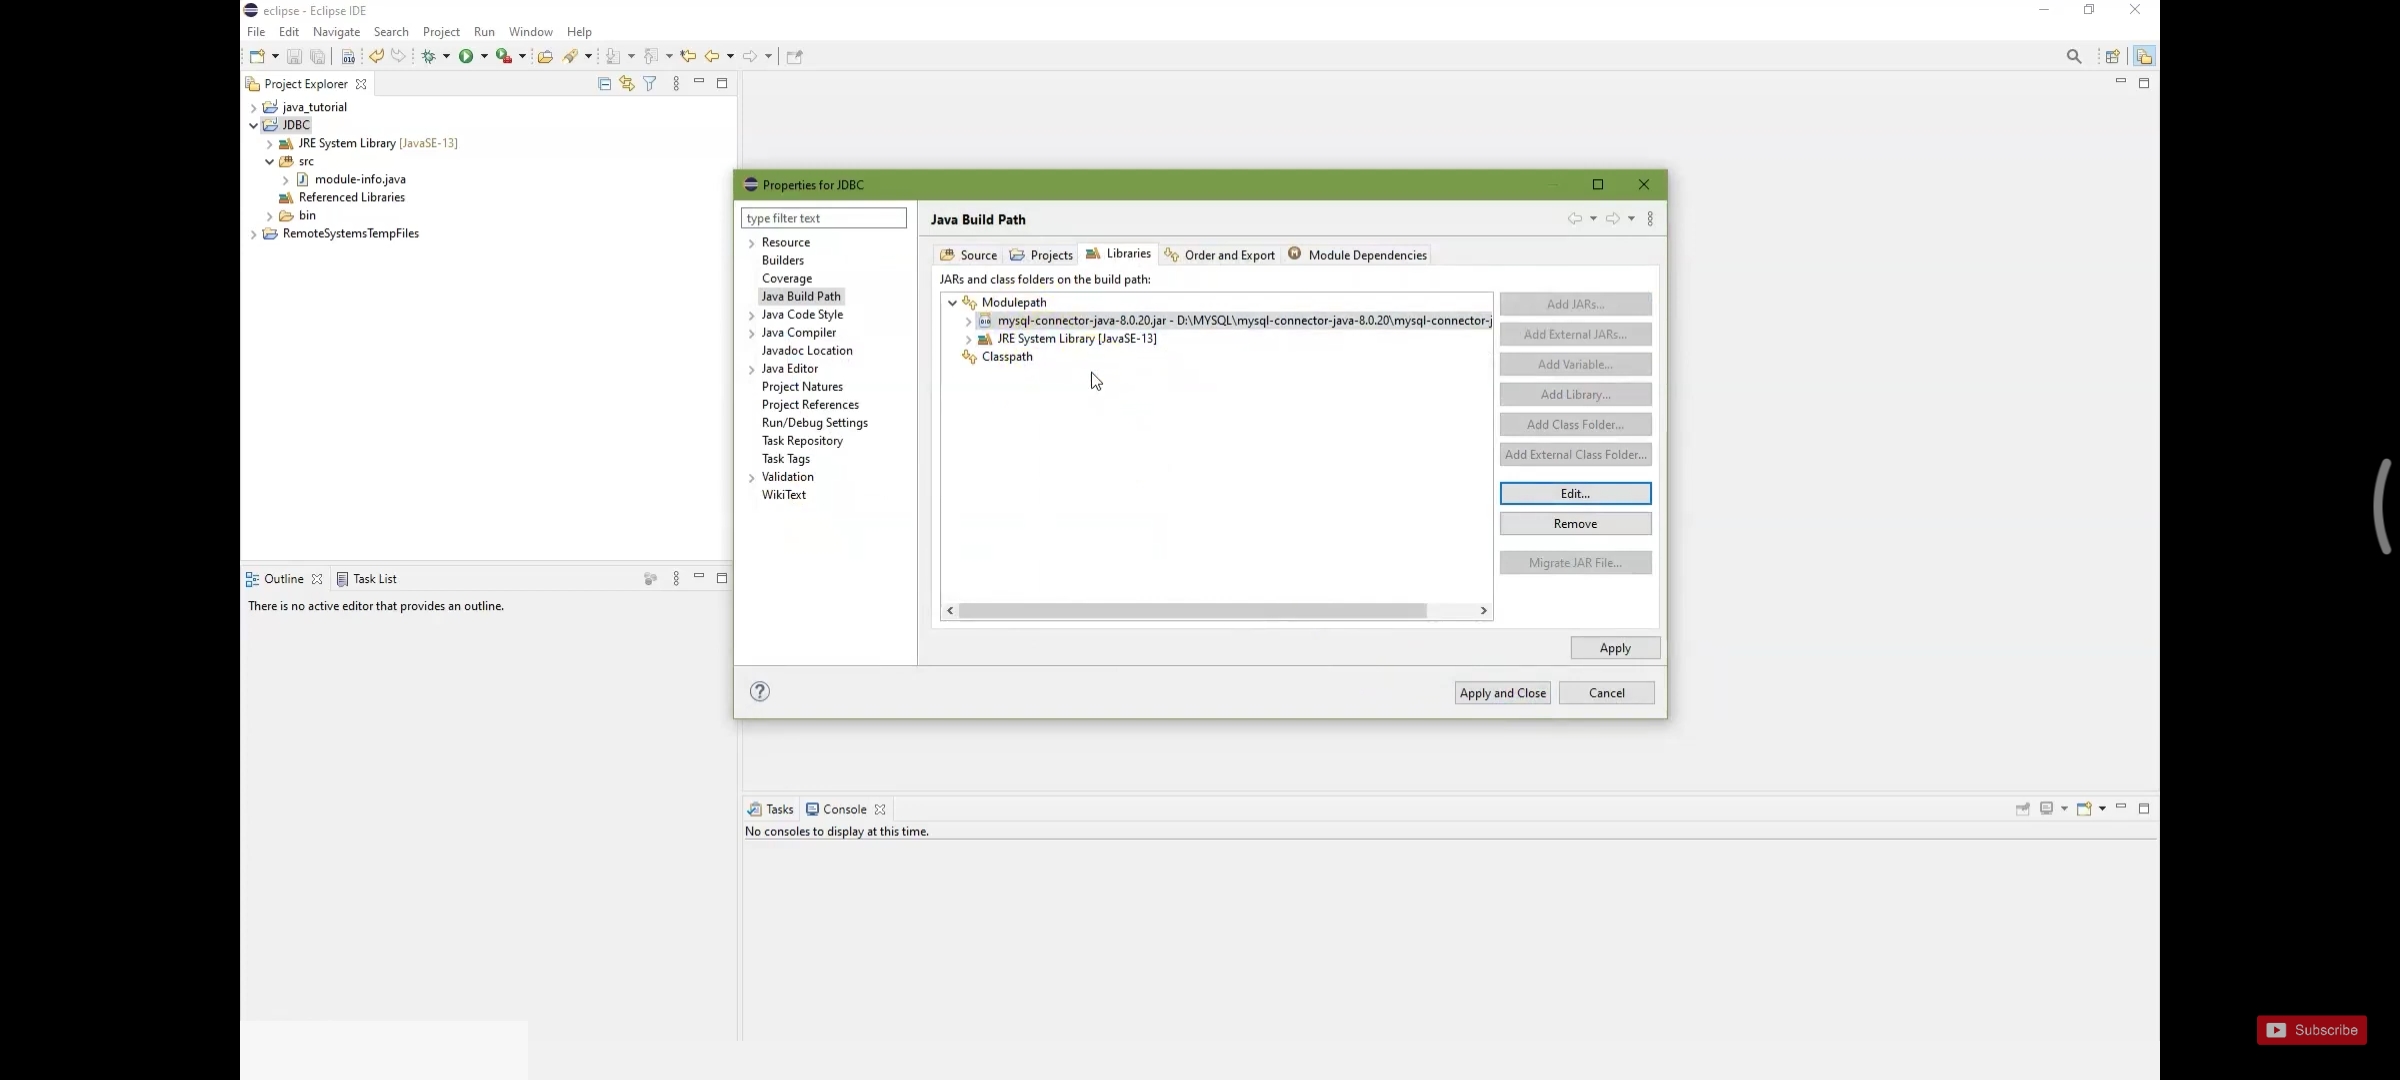 eclipse - Eclipse IDE
File Edit Navigate Search Project Run Window Help
Project Explorer
java_tutorial
JDBC
JRE System Library [JavaSE-13]
src
module-info.java
Referenced Libraries
bin
RemoteSystemsTempFiles
Properties for JDBC
type filter text
Resource
Builders
Coverage
Java Build Path
Java Code Style
Java Compiler
Javadoc Location
Java Editor
Project Natures
Project References
Run/Debug Settings
Task Repository
Task Tags
Validation
WikiText
Java Build Path
Source Projects Libraries Order and Export Module Dependencies
JARs and class folders on the build path:
Modulepath
mysql-connector-java-8.0.20.jar - D:\MYSQL\mysql-connector-java-8.0.20\mysql-connector-j
JRE System Library [JavaSE-13]
Classpath
Add JARs...
Add External JARs...
Add Variable...
Add Library...
Add Class Folder...
Add External Class Folder...
Edit...
Remove
Migrate JAR File...
Apply
Apply and Close Cancel
Outline Task List
There is no active editor that provides an outline.
Tasks Console
No consoles to display at this time.
Subscribe